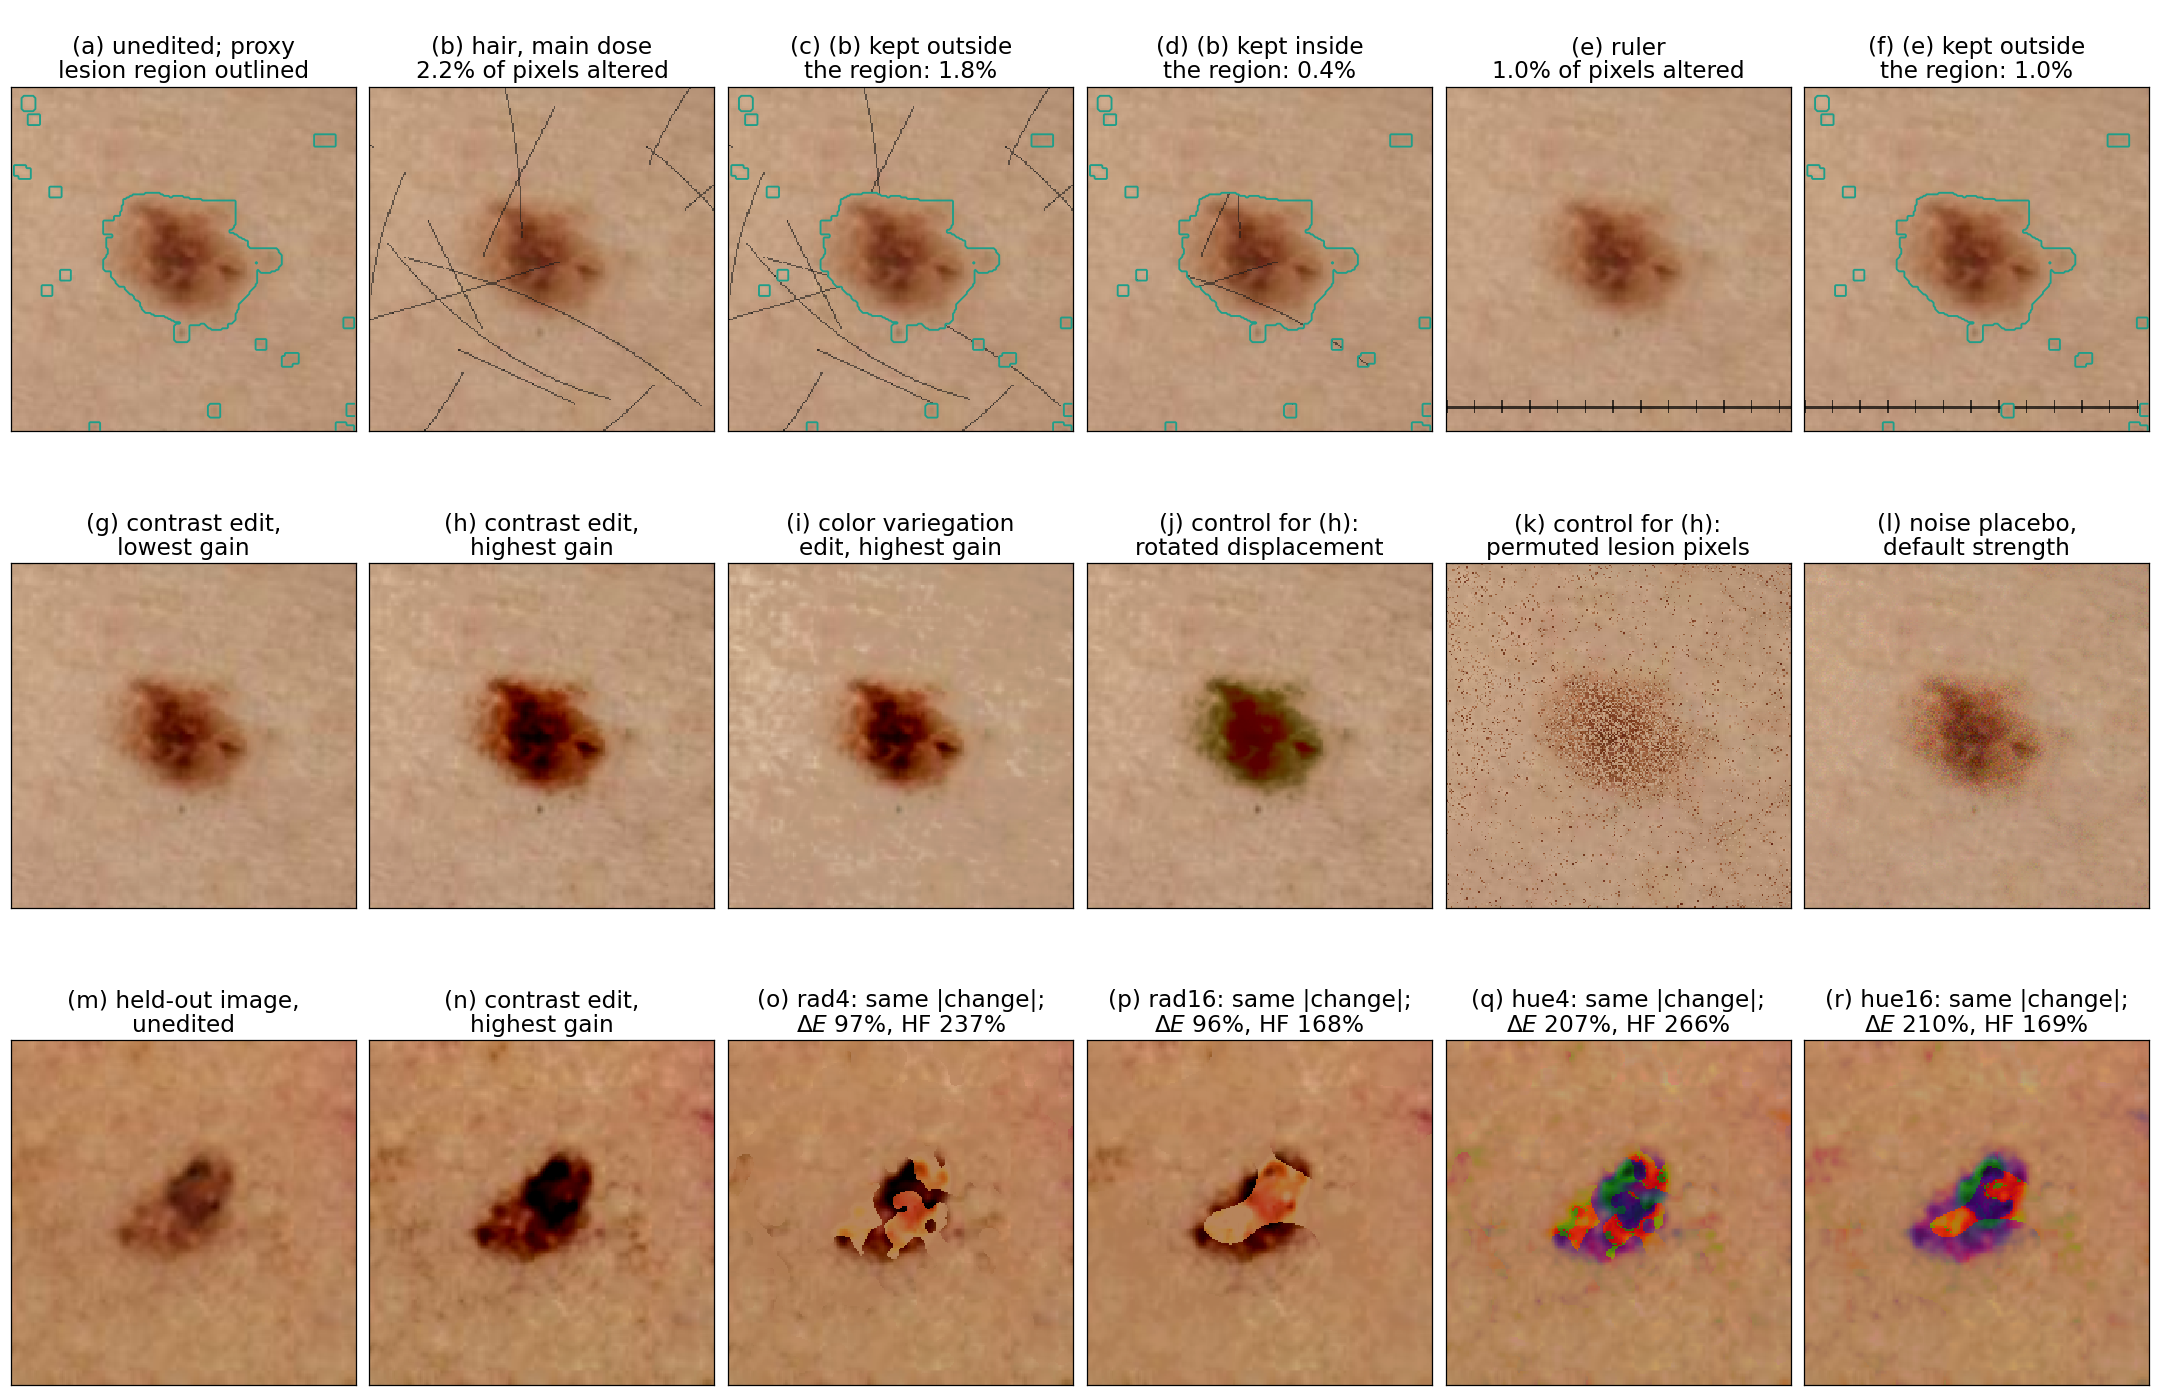 (a) unedited; proxy
lesion region outlined
(b) hair, main dose
2.2% of pixels altered
(c) (b) kept outside
the region: 1.8%
(d) (b) kept inside
the region: 0.4%
(e) ruler
1.0% of pixels altered
(f) (e) kept outside
the region: 1.0%
(g) contrast edit,
lowest gain
(h) contrast edit,
highest gain
(i) color variegation
edit, highest gain
(j) control for (h):
rotated displacement
(k) control for (h):
permuted lesion pixels
(l) noise placebo,
default strength
(m) held-out image,
unedited
(n) contrast edit,
highest gain
(o) rad4: same |change|;
ΔE 97%, HF 237%
(p) rad16: same |change|;
ΔE 96%, HF 168%
(q) hue4: same |change|;
ΔE 207%, HF 266%
(r) hue16: same |change|;
ΔE 210%, HF 169%